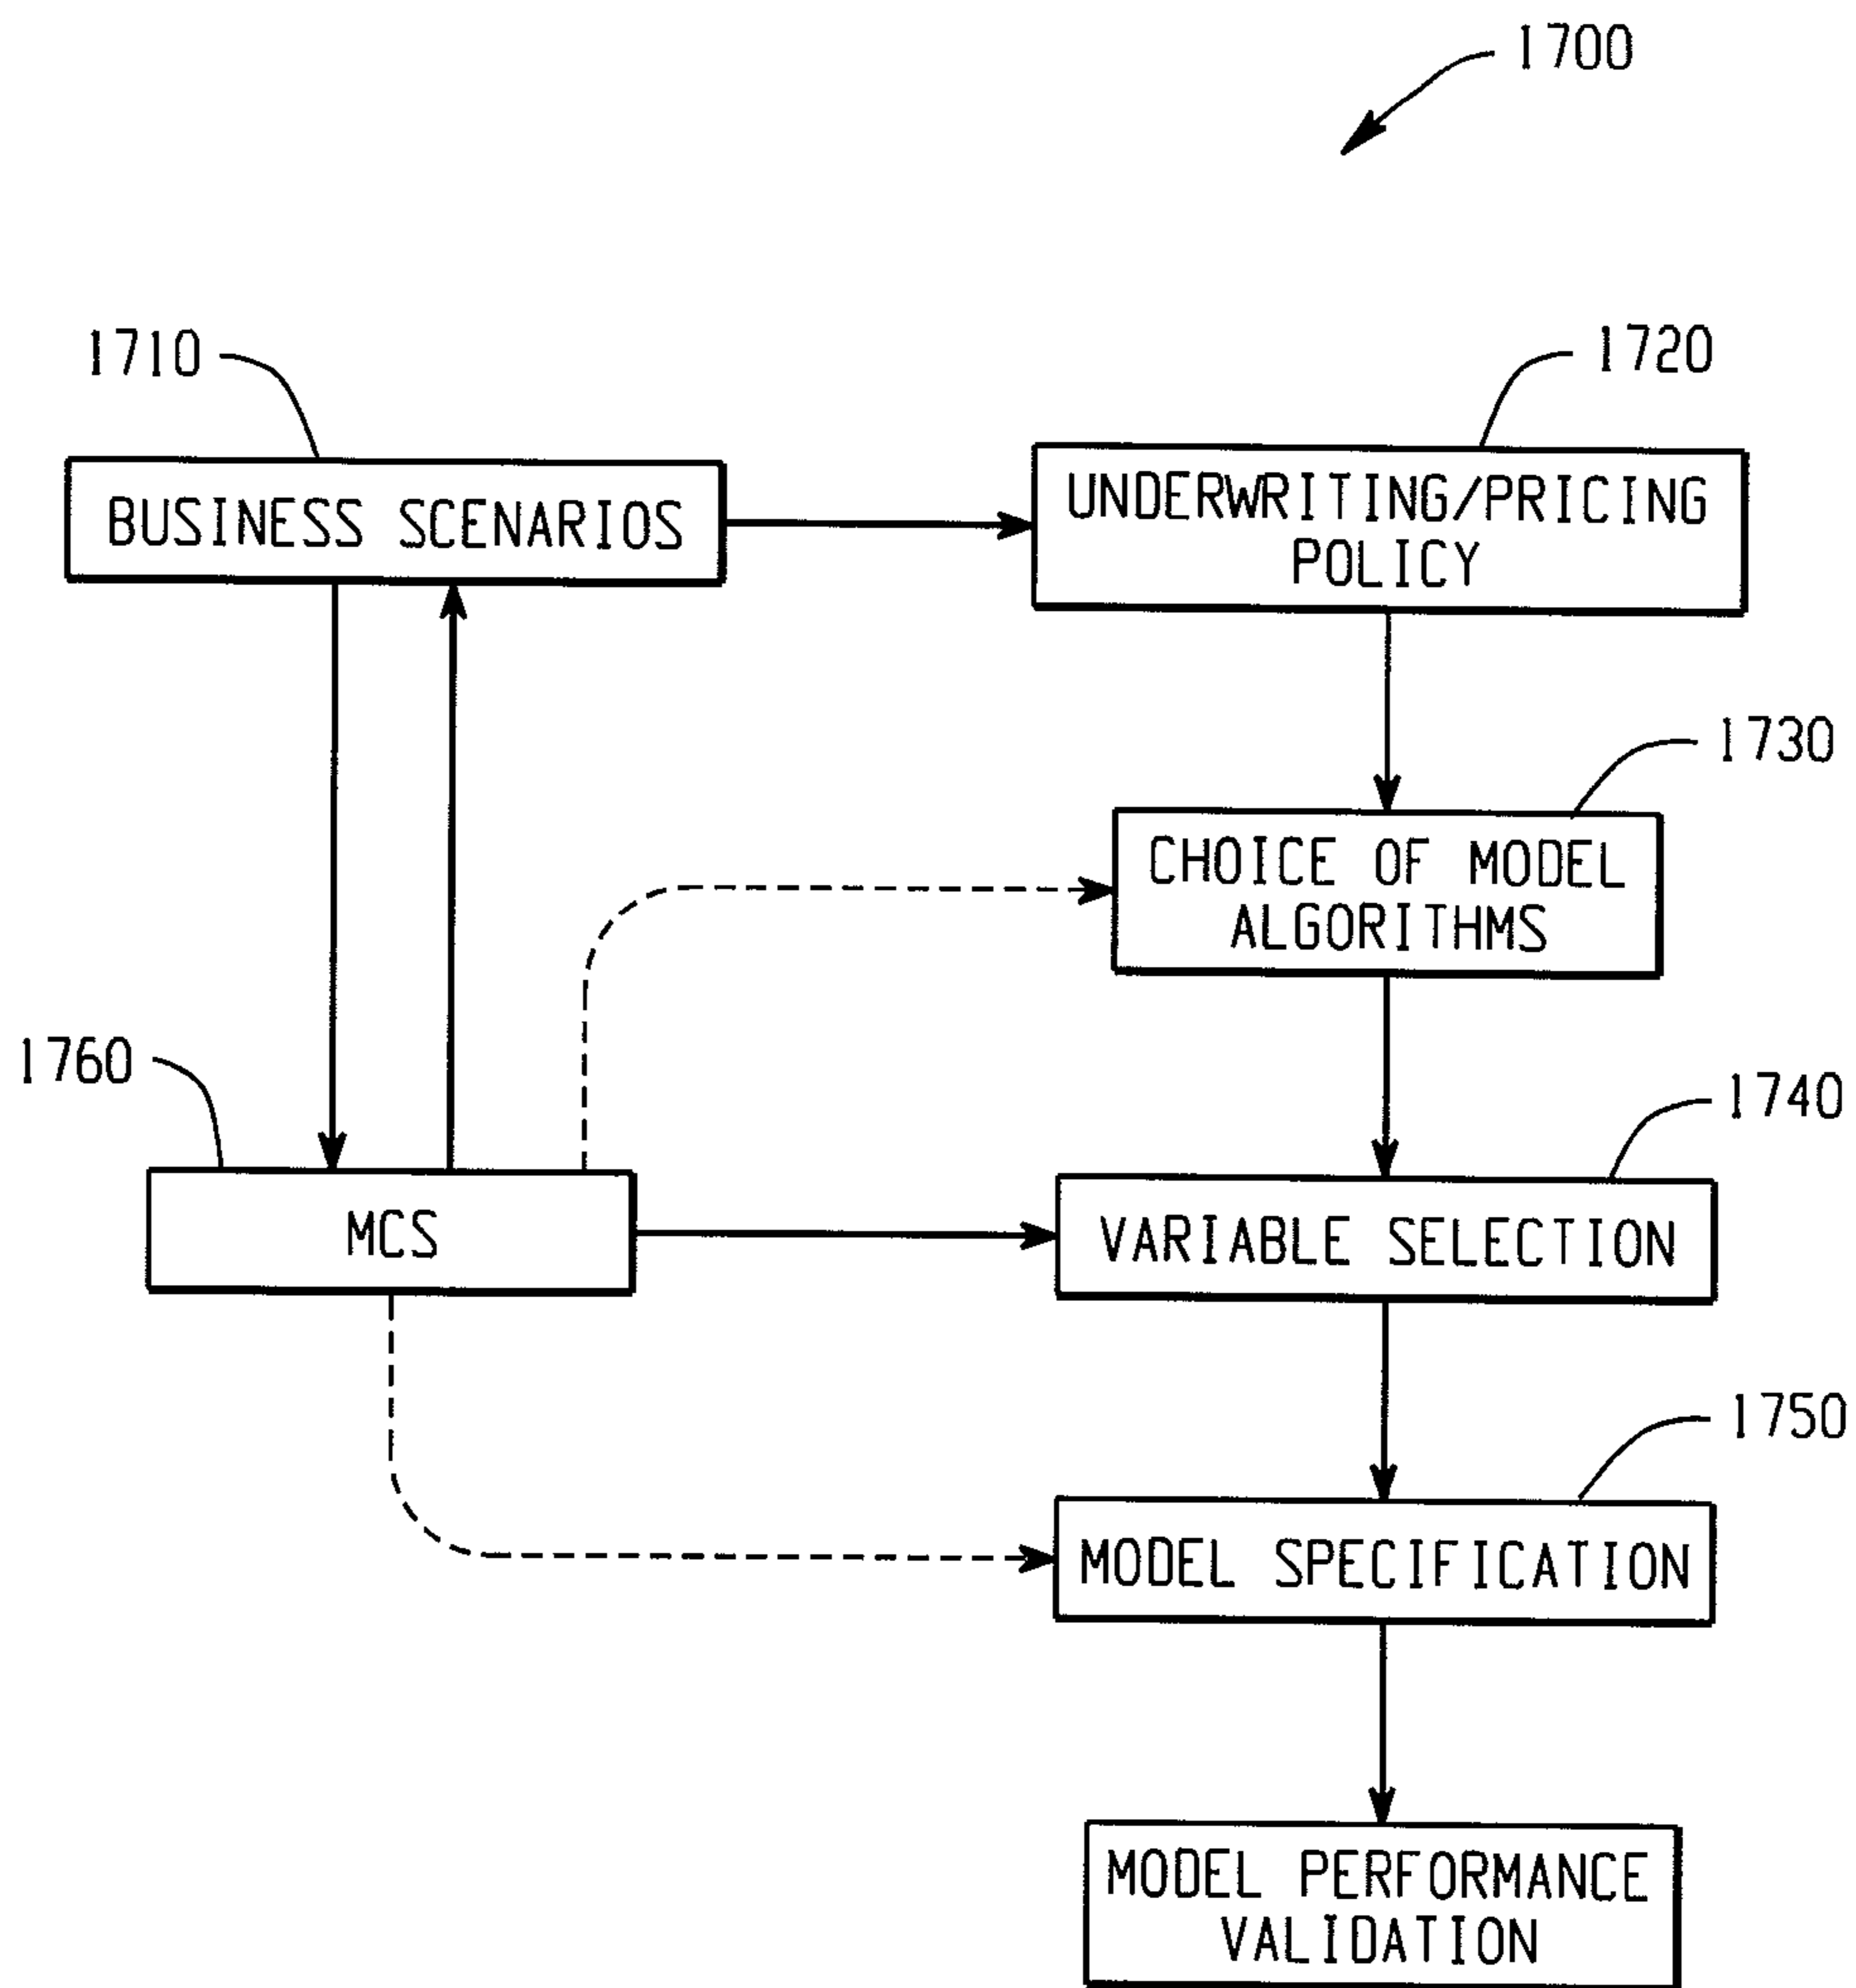 1700
1710
1720
BUSINESS SCENARIOS
UNDERWRITING/PRICING
POLICY
1730
CHOICE OF MODEL
ALGORITHMS
1760
1740
MCS
VARIABLE SELECTION
1750
MODEL SPECIFICATION
MODEL PERFORMANCE
VALIDATION